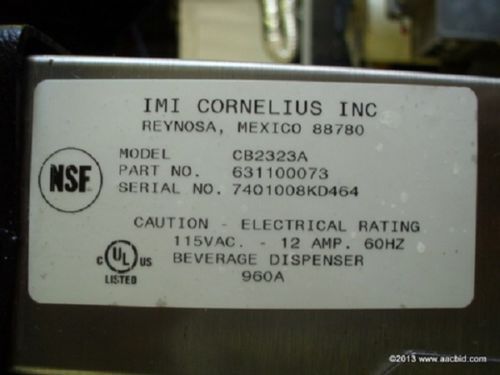 IMI CORNELIUS INC
REYNOSA, MEXICO 88780
MODEL CB2323A
PART NO. 631100073
SERIAL NO. 7401008KD464
NSF
CAUTION - ELECTRICAL RATING
115VAC. - 12 AMP. 60HZ
C UL US BEVERAGE DISPENSER
LISTED 960A
©2013 www.aacbid.com